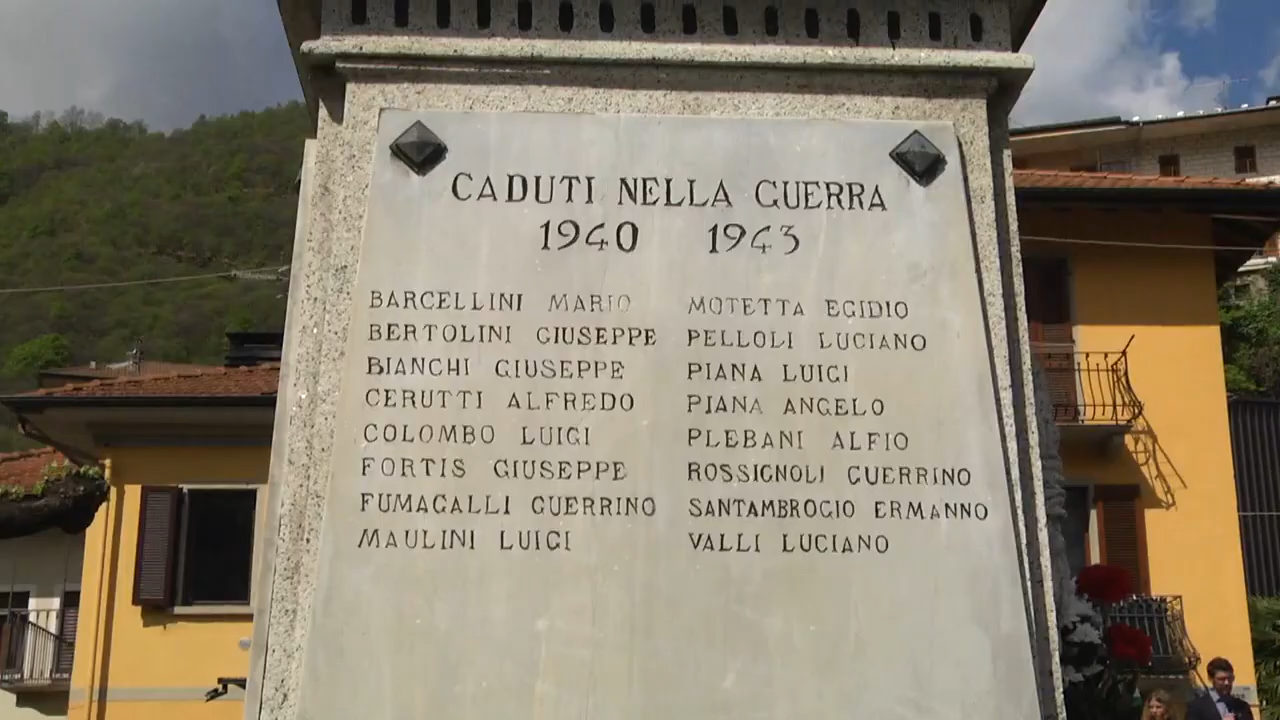 CADUTI NELLA GUERRA
1940 1943
BARCELLINI MARIO
BERTOLINI GIUSEPPE
BIANCHI GIUSEPPE
CERUTTI ALFREDO
COLOMBO LUIGI
FORTIS GIUSEPPE
FUMAGALLI GUERRINO
MAULINI LUIGI
MOTETTA EGIDIO
PELLOLI LUCIANO
PIANA LUIGI
PIANA ANGELO
PLEBANI ALFIO
ROSSIGNOLI GUERRINO
SANTAMBROGIO ERMANNO
VALLI LUCIANO